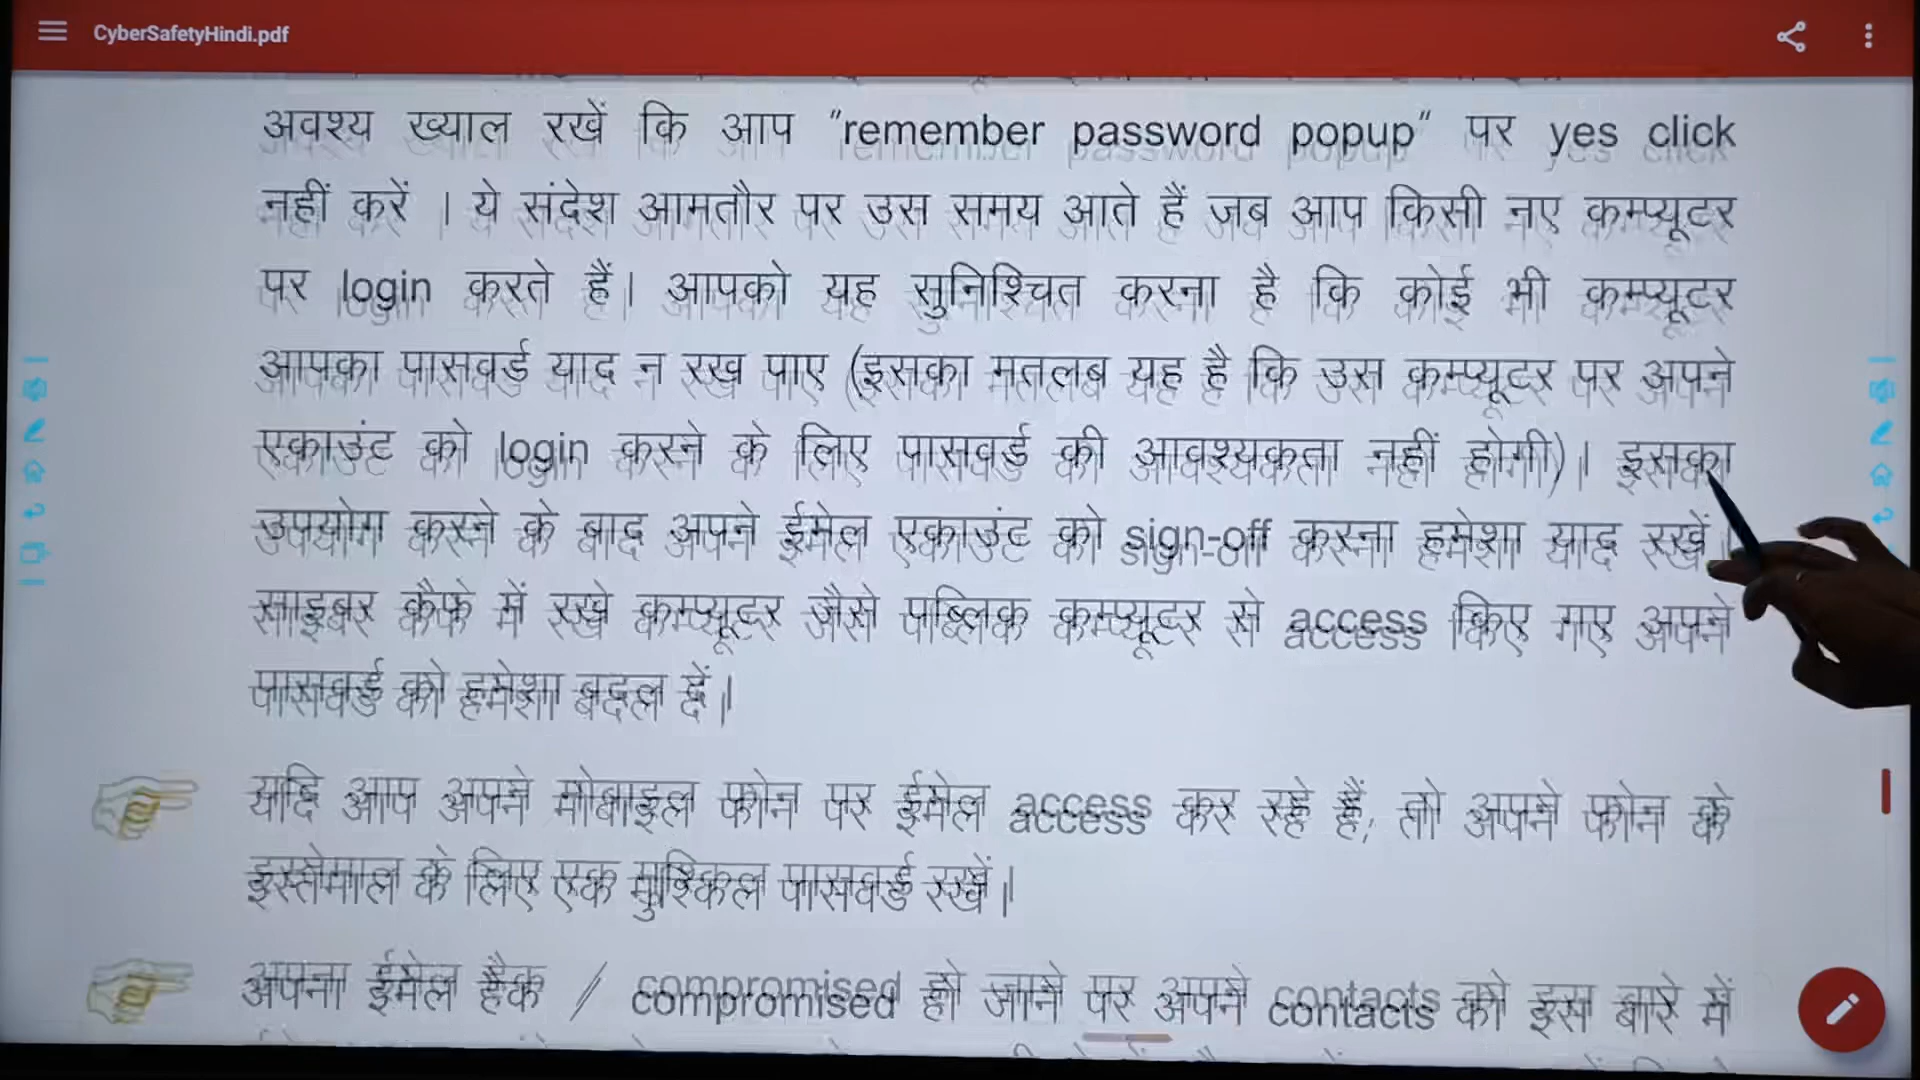 CyberSafetyHindi.pdf
अवश्य ख्याल रखें कि आप "remember password popup" पर yes click
नहीं करें । ये संदेश आमतौर पर उस समय आते हैं जब आप किसी नए कम्प्यूटर
पर login करते हैं। आपको यह सुनिश्चित करना है कि कोई भी कम्प्यूटर
आपका पासवर्ड याद न रख पाए (इसका मतलब यह है कि उस कम्प्यूटर पर अपने
एकाउंट को login करने के लिए पासवर्ड की आवश्यकता नहीं होगी)। इसका
उपयोग करने के बाद अपने ईमेल एकाउंट को sign-off करना हमेशा याद रखें।
साइबर कैफे में रखे कम्प्यूटर जैसे पब्लिक कम्प्यूटर से access किए गए अपने
पासवर्ड को हमेशा बदल दें।
यदि आप अपने मोबाइल फोन पर ईमेल access कर रहे हैं, तो अपने फोन के
इस्तेमाल के लिए एक मुश्किल पासवर्ड रखें।
अपना ईमेल हैक / compromised हो जाने पर अपने contacts को इस बारे में